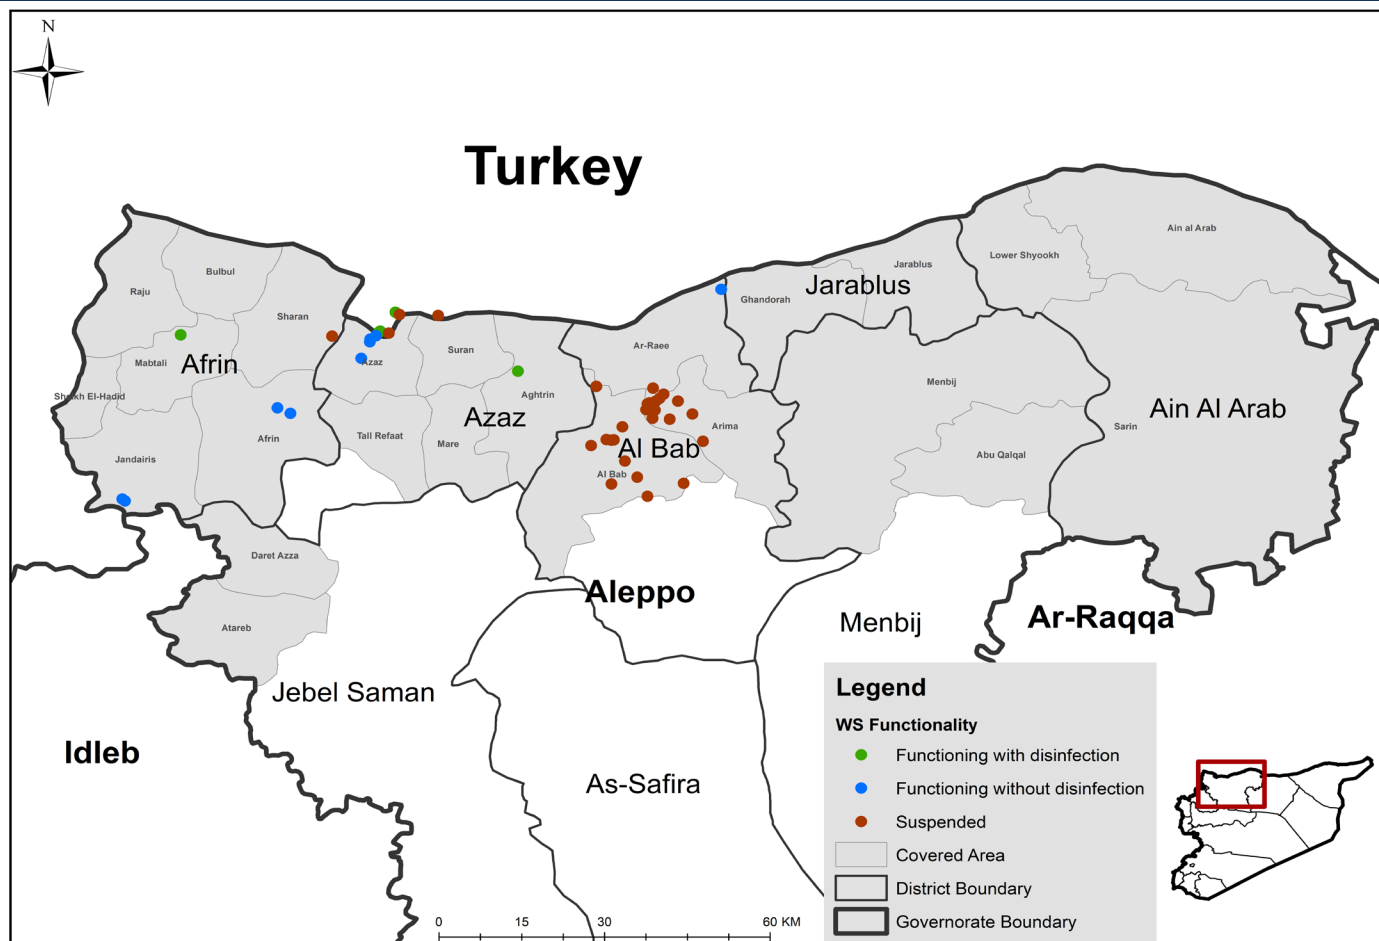 N
Turkey
Ain al Arab
Lower Shyookh
Jarablus
Bulbul
Jarablus
Raju
Ghandorah
Sharan
Ar-Raee
Suran
Azaz
Mabtali
Afrin
Menbij
Aghtrin
Sheikh El-Hadid
Ain Al Arab
Azaz
Arima
Sarin
Tall Refaat
Afrin
Mare
Al Bab
Abu Qalqal
Jandairis
Al Bab
Daret Azza
Aleppo
Ar-Raqqa
Menbij
Atareb
Jebel Saman
Idleb
As-Safira
Legend
WS Functionality
Functioning with disinfection
Functioning without disinfection
Suspended
Covered Area
District Boundary
Governorate Boundary
0 15 30 60 KM